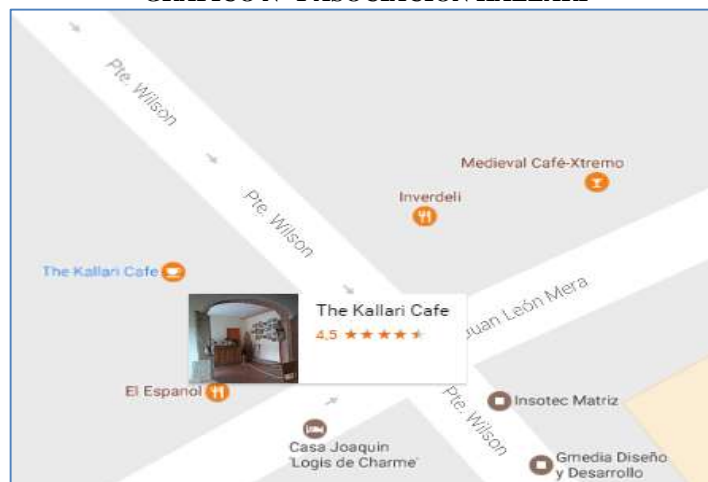 Pte. Wilson
Medieval Café-Xtremo
Inverdeli
Pte. Wilson
The Kallari Cafe
The Kallari Cafe
4,5
Juan León Mera
El Espanol
Pte. Wilson
Insotec Matriz
Casa Joaquin
'Logis de Charme'
Gmedia Diseño
y Desarrollo